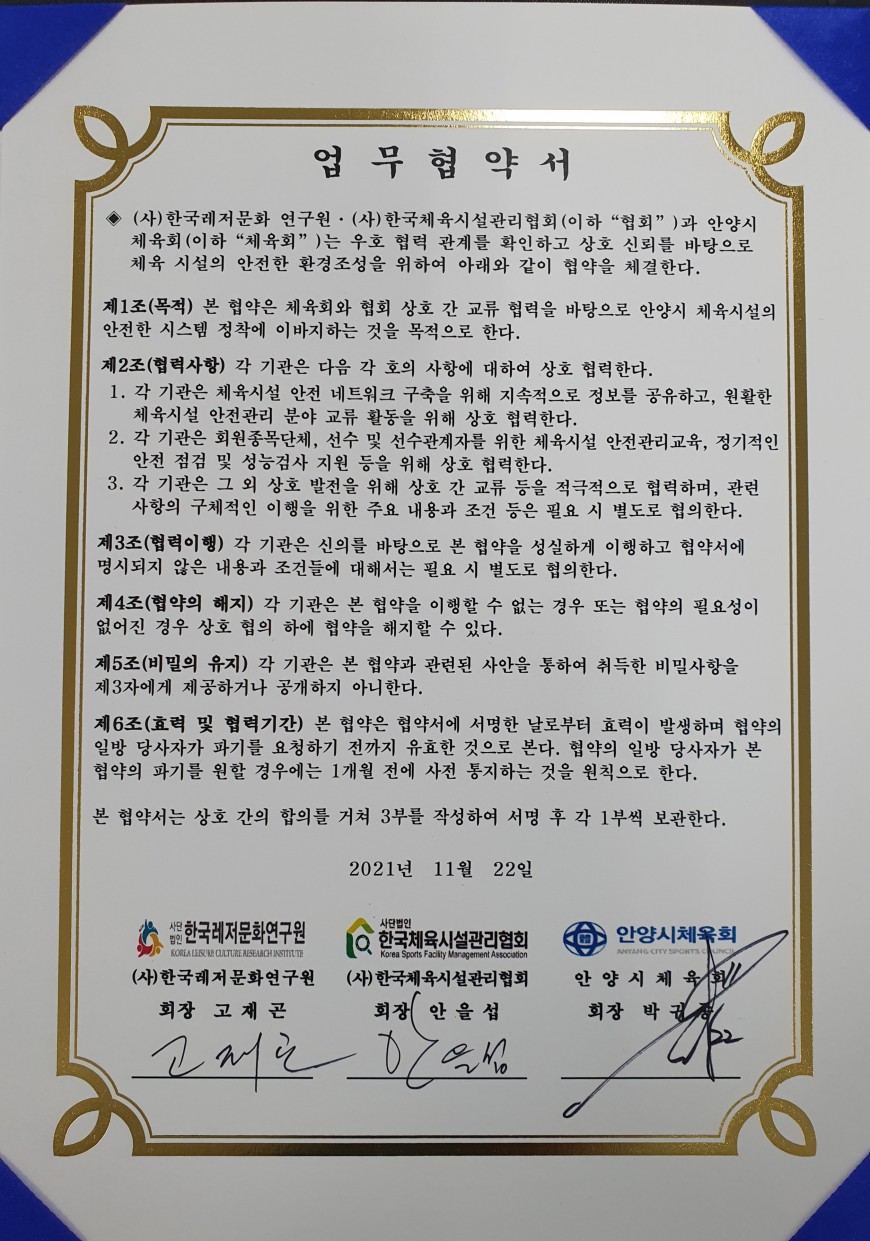 업 무 협 약 서
◈ (사)한국레저문화 연구원 · (사)한국체육시설관리협회(이하 “협회”)과 안양시
체육회(이하 “체육회”)는 우호 협력 관계를 확인하고 상호 신뢰를 바탕으로
체육 시설의 안전한 환경조성을 위하여 아래와 같이 협약을 체결한다.
제1조(목적) 본 협약은 체육회와 협회 상호 간 교류 협력을 바탕으로 안양시 체육시설의
안전한 시스템 정착에 이바지하는 것을 목적으로 한다.
제2조(협력사항) 각 기관은 다음 각 호의 사항에 대하여 상호 협력한다.
1. 각 기관은 체육시설 안전 네트워크 구축을 위해 지속적으로 정보를 공유하고, 원활한
체육시설 안전관리 분야 교류 활동을 위해 상호 협력한다.
2. 각 기관은 회원종목단체, 선수 및 선수관계자를 위한 체육시설 안전관리교육, 정기적인
안전 점검 및 성능검사 지원 등을 위해 상호 협력한다.
3. 각 기관은 그 외 상호 발전을 위해 상호 간 교류 등을 적극적으로 협력하며, 관련
사항의 구체적인 이행을 위한 주요 내용과 조건 등은 필요 시 별도로 협의한다.
제3조(협력이행) 각 기관은 신의를 바탕으로 본 협약을 성실하게 이행하고 협약서에
명시되지 않은 내용과 조건들에 대해서는 필요 시 별도로 협의한다.
제4조(협약의 해지) 각 기관은 본 협약을 이행할 수 없는 경우 또는 협약의 필요성이
없어진 경우 상호 협의 하에 협약을 해지할 수 있다.
제5조(비밀의 유지) 각 기관은 본 협약과 관련된 사안을 통하여 취득한 비밀사항을
제3자에게 제공하거나 공개하지 아니한다.
제6조(효력 및 협력기간) 본 협약은 협약서에 서명한 날로부터 효력이 발생하며 협약의
일방 당사자가 파기를 요청하기 전까지 유효한 것으로 본다. 협약의 일방 당사자가 본
협약의 파기를 원할 경우에는 1개월 전에 사전 통지하는 것을 원칙으로 한다.
본 협약서는 상호 간의 합의를 거쳐 3부를 작성하여 서명 후 각 1부씩 보관한다.
2021년 11월 22일
사단법인 한국레저문화연구원
KOREA LEISURE CULTURE RESEARCH INSTITUTE
사단법인
한국체육시설관리협회
Korea Sports Facility Management Association
안양시체육회
ANYANG CITY SPORTS COUNCIL
(사)한국레저문화연구원 (사)한국체육시설관리협회 안 양 시 체 육 회
회장 고 재 곤 회장 안 을 섭 회장 박
고재곤 안을섭